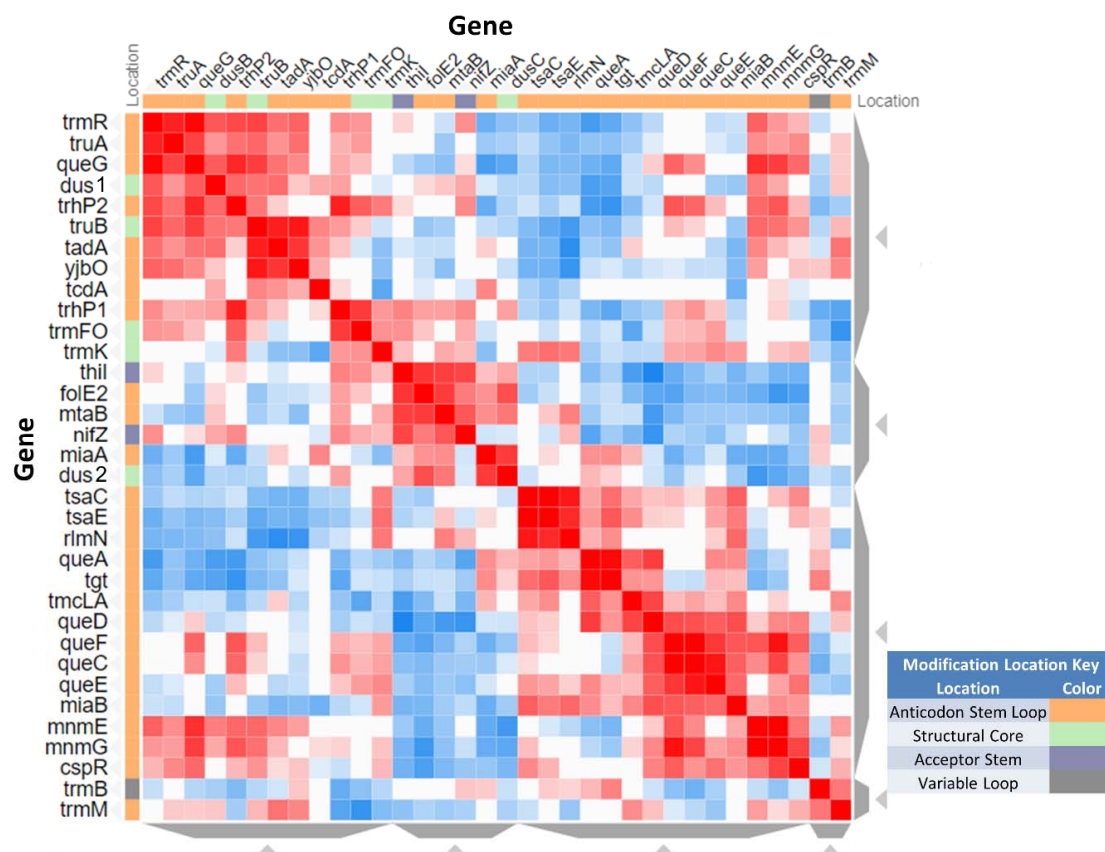 Gene
trmR truA queG dusB trhP2 truB tadA yjbO tcdA trhP1 trmFO trmK thiI folE2 mtaB nifZ miaA dusC tsaC tsaE rlmN queA tgt tmcLA queD queF queC queE miaB mnmE mnmG cspR trmB trmM
Location
Location
Gene
trmR
truA
queG
dus1
trhP2
truB
tadA
yjbO
tcdA
trhP1
trmFO
trmK
thiI
folE2
mtaB
nifZ
miaA
dus2
tsaC
tsaE
rlmN
queA
tgt
tmcLA
queD
queF
queC
queE
miaB
mnmE
mnmG
cspR
trmB
trmM
Modification Location Key
Location Color
Anticodon Stem Loop
Structural Core
Acceptor Stem
Variable Loop